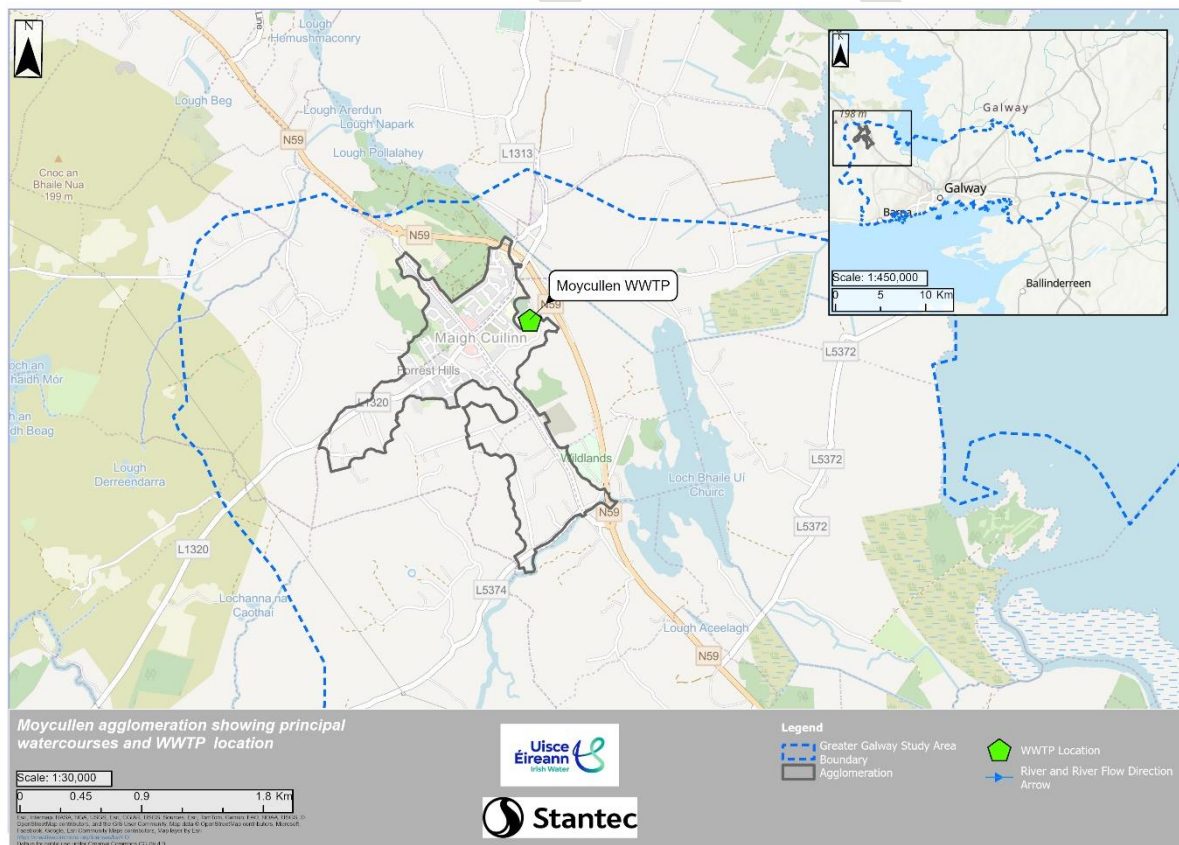 N
Lough
Hemushmaconry
Line
Lough Beg
Lough Arerdun
Lough Napark
N59
L1313
Lough Pollalahey
Cnoc an
Bhaile Nua
199 m
N59
N59
Moycullen WWTP
N59
Maigh Cuilinn
Forrest Hills
L1320
L5372
Lough
Derreendarra
Wildlands
Loch Bhaile Uí
Chuirc
L5372
L5372
N59
L1320
L5374
Lochanna na
Caothaí
Lough Aceelagh
N59
N
198 m
Galway
Galway
Barna
Ballinderreen
Scale: 1:450,000
0 5 10 Km
Moycullen agglomeration showing principal
watercourses and WWTP location
Scale: 1:30,000
0 0.45 0.9 1.8 Km
Uisce
Éireann
Irish Water
Stantec
Legend
Greater Galway Study Area
Boundary
Agglomeration
WWTP Location
River and River Flow Direction
Arrow